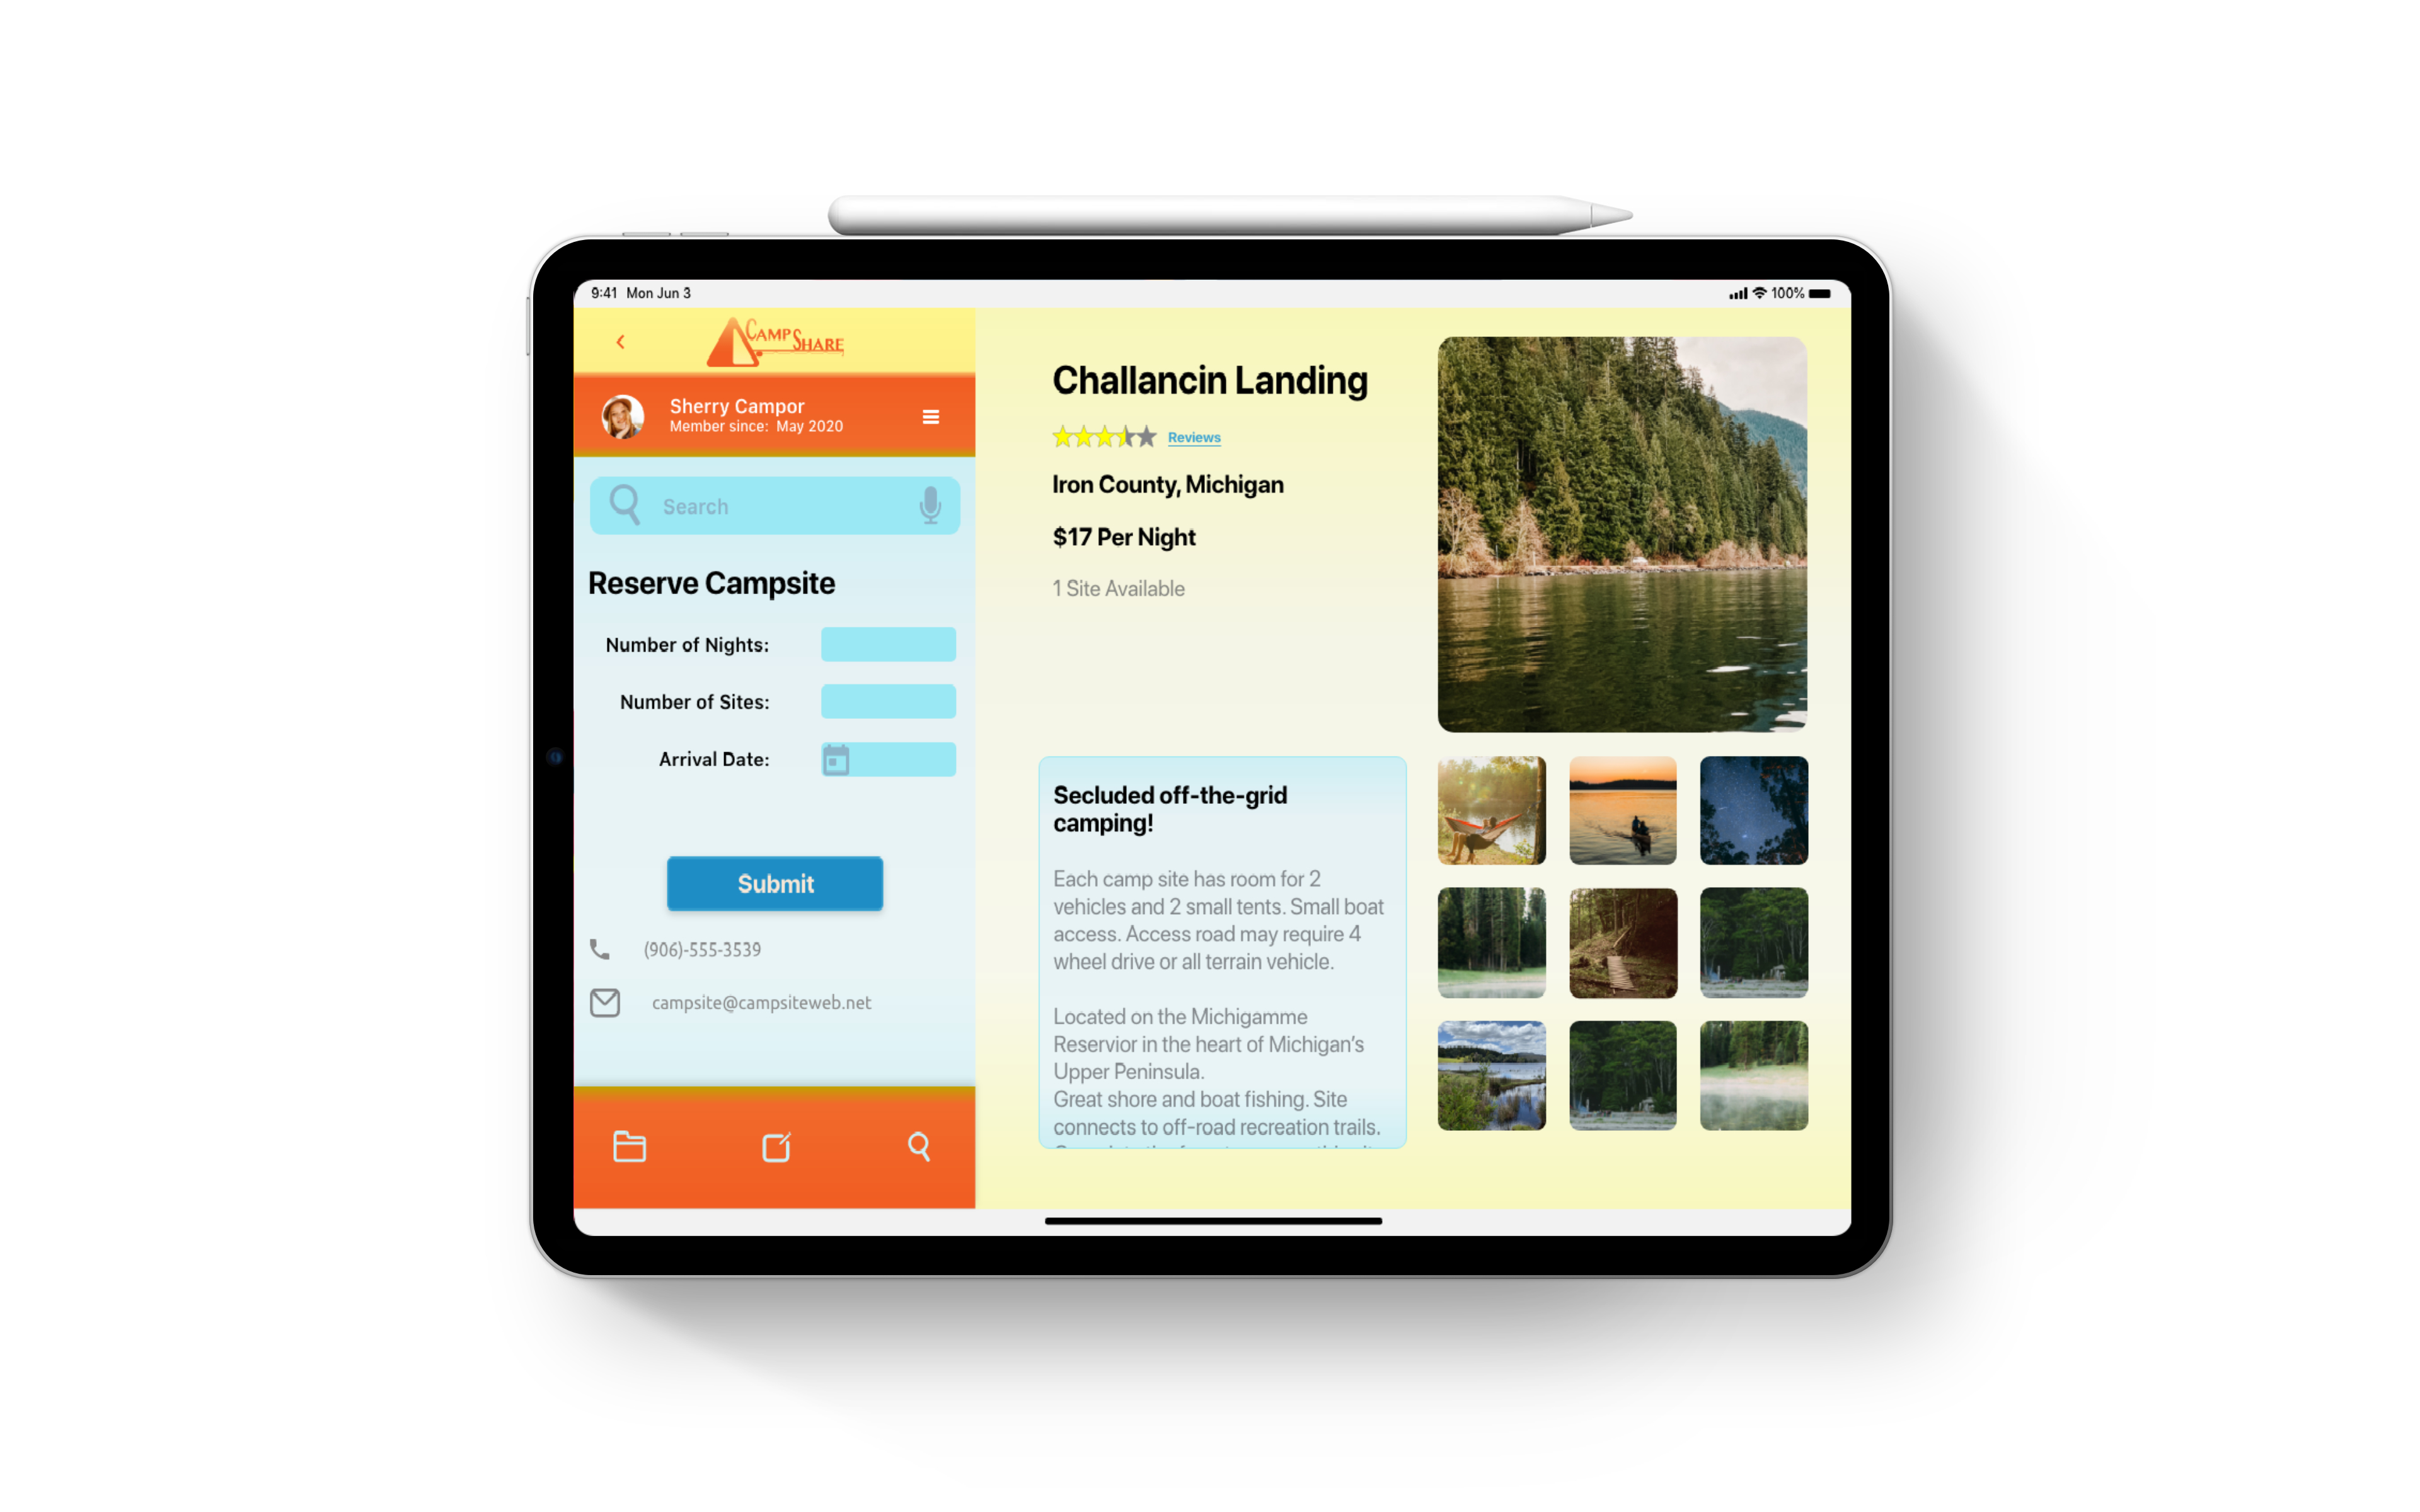 9:41 Mon Jun 3
100%
CAMP SHARE
Sherry Campor
Member since: May 2020
Search
Reserve Campsite
Number of Nights:
Number of Sites:
Arrival Date:
Submit
(906)-555-3539
campsite@campsiteweb.net
Challancin Landing
Reviews
Iron County, Michigan
$17 Per Night
1 Site Available
Secluded off-the-grid
camping!
Each camp site has room for 2
vehicles and 2 small tents. Small boat
access. Access road may require 4
wheel drive or all terrain vehicle.
Located on the Michigamme
Reservior in the heart of Michigan's
Upper Peninsula.
Great shore and boat fishing. Site
connects to off-road recreation trails.